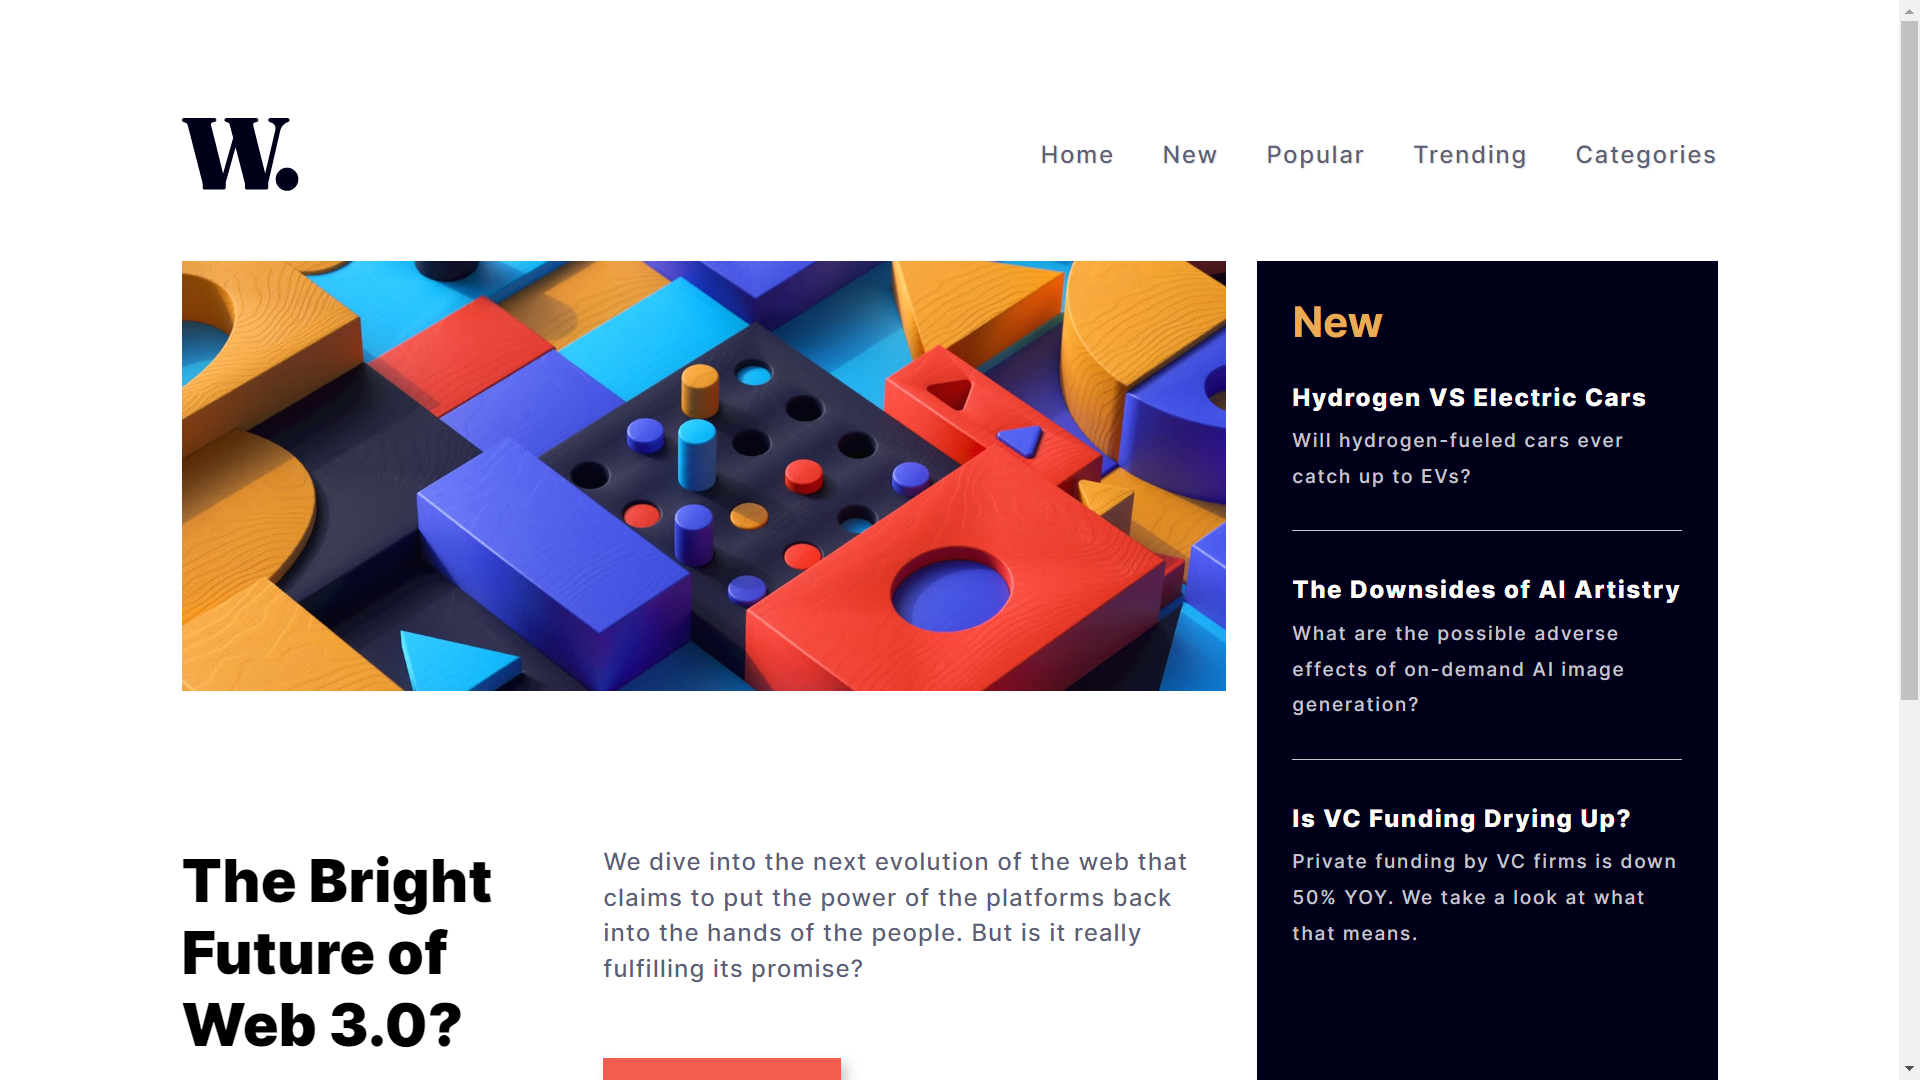 W.
Home New Popular Trending Categories
The Bright
Future of
Web 3.0?
We dive into the next evolution of the web that
claims to put the power of the platforms back
into the hands of the people. But is it really
fulfilling its promise?
New
Hydrogen VS Electric Cars
Will hydrogen-fueled cars ever
catch up to EVs?
The Downsides of AI Artistry
What are the possible adverse
effects of on-demand AI image
generation?
Is VC Funding Drying Up?
Private funding by VC firms is down
50% YOY. We take a look at what
that means.